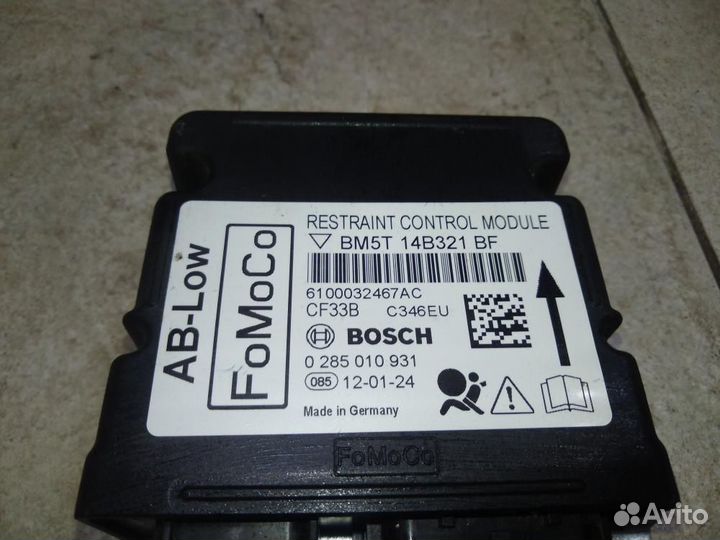 AB-Low
FoMoCo
RESTRAINT CONTROL MODULE
BM5T 14B321 BF
6100032467AC
CF33B C346EU
BOSCH
0 285 010 931
085 12-01-24
Made in Germany
FoMoCo
Avito